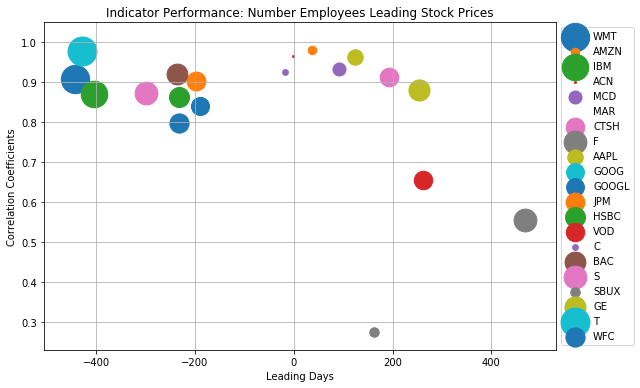 Indicator Performance: Number Employees Leading Stock Prices
1.0
0.9
0.8
0.7
0.6
0.5
0.4
0.3
Correlation Coefficients
−400
−200
0
200
400
Leading Days
WMT
AMZN
IBM
ACN
MCD
MAR
CTSH
F
AAPL
GOOG
GOOGL
JPM
HSBC
VOD
C
BAC
S
SBUX
GE
T
WFC